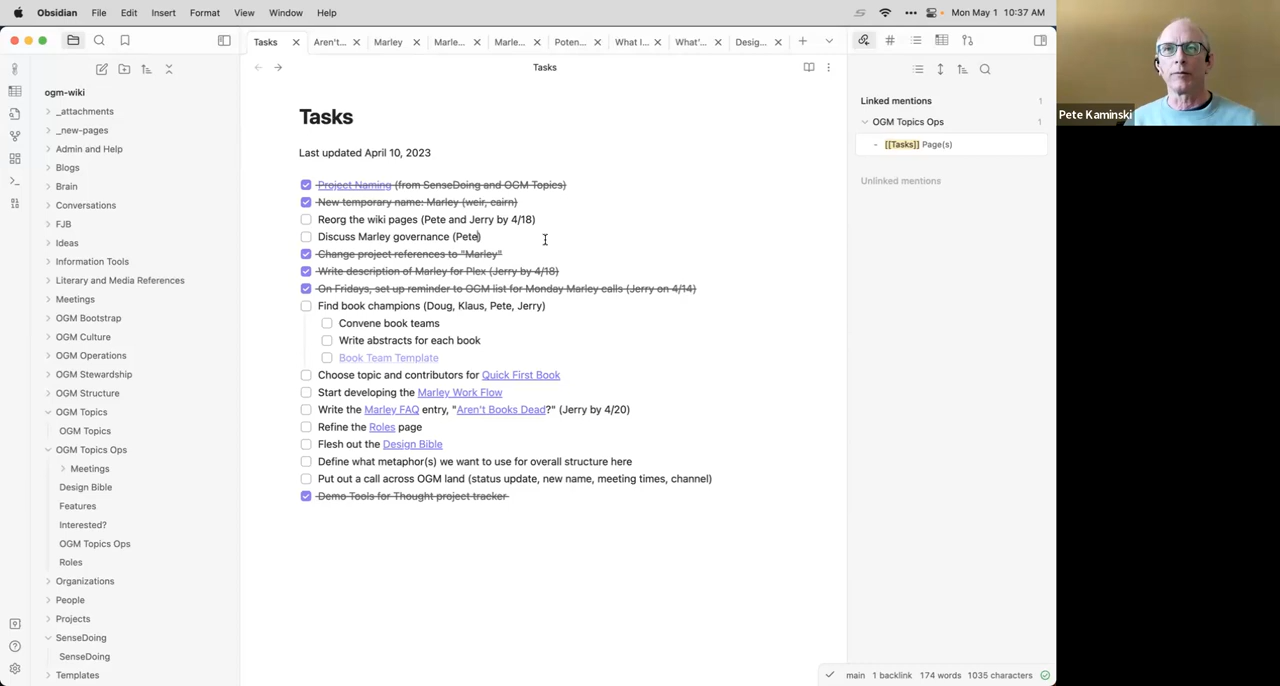 Obsidian File Edit Insert Format View Window Help Mon May 1 10:37 AM
Tasks Aren't... Marley Marle... Marle... Poten... What I... What'... Desig...
Tasks
ogm-wiki
_attachments
_new-pages
Admin and Help
Blogs
Brain
Conversations
FJB
Ideas
Information Tools
Literary and Media References
Meetings
OGM Bootstrap
OGM Culture
OGM Operations
OGM Stewardship
OGM Structure
OGM Topics
OGM Topics
OGM Topics Ops
Meetings
Design Bible
Features
Interested?
OGM Topics Ops
Roles
Organizations
People
Projects
SenseDoing
SenseDoing
Templates
Tasks
Last updated April 10, 2023
Project Naming (from SenseDoing and OGM Topics)
New temporary name: Marley (weir, cairn)
Reorg the wiki pages (Pete and Jerry by 4/18)
Discuss Marley governance (Pete)
Change project references to "Marley"
Write description of Marley for Plex (Jerry by 4/18)
On Fridays, set up reminder to OGM list for Monday Marley calls (Jerry on 4/14)
Find book champions (Doug, Klaus, Pete, Jerry)
Convene book teams
Write abstracts for each book
Book Team Template
Choose topic and contributors for Quick First Book
Start developing the Marley Work Flow
Write the Marley FAQ entry, "Aren't Books Dead?" (Jerry by 4/20)
Refine the Roles page
Flesh out the Design Bible
Define what metaphor(s) we want to use for overall structure here
Put out a call across OGM land (status update, new name, meeting times, channel)
Demo Tools for Thought project tracker
Linked mentions 1
OGM Topics Ops 1
- [[Tasks]] Page(s)
Unlinked mentions
main 1 backlink 174 words 1035 characters
Pete Kaminski